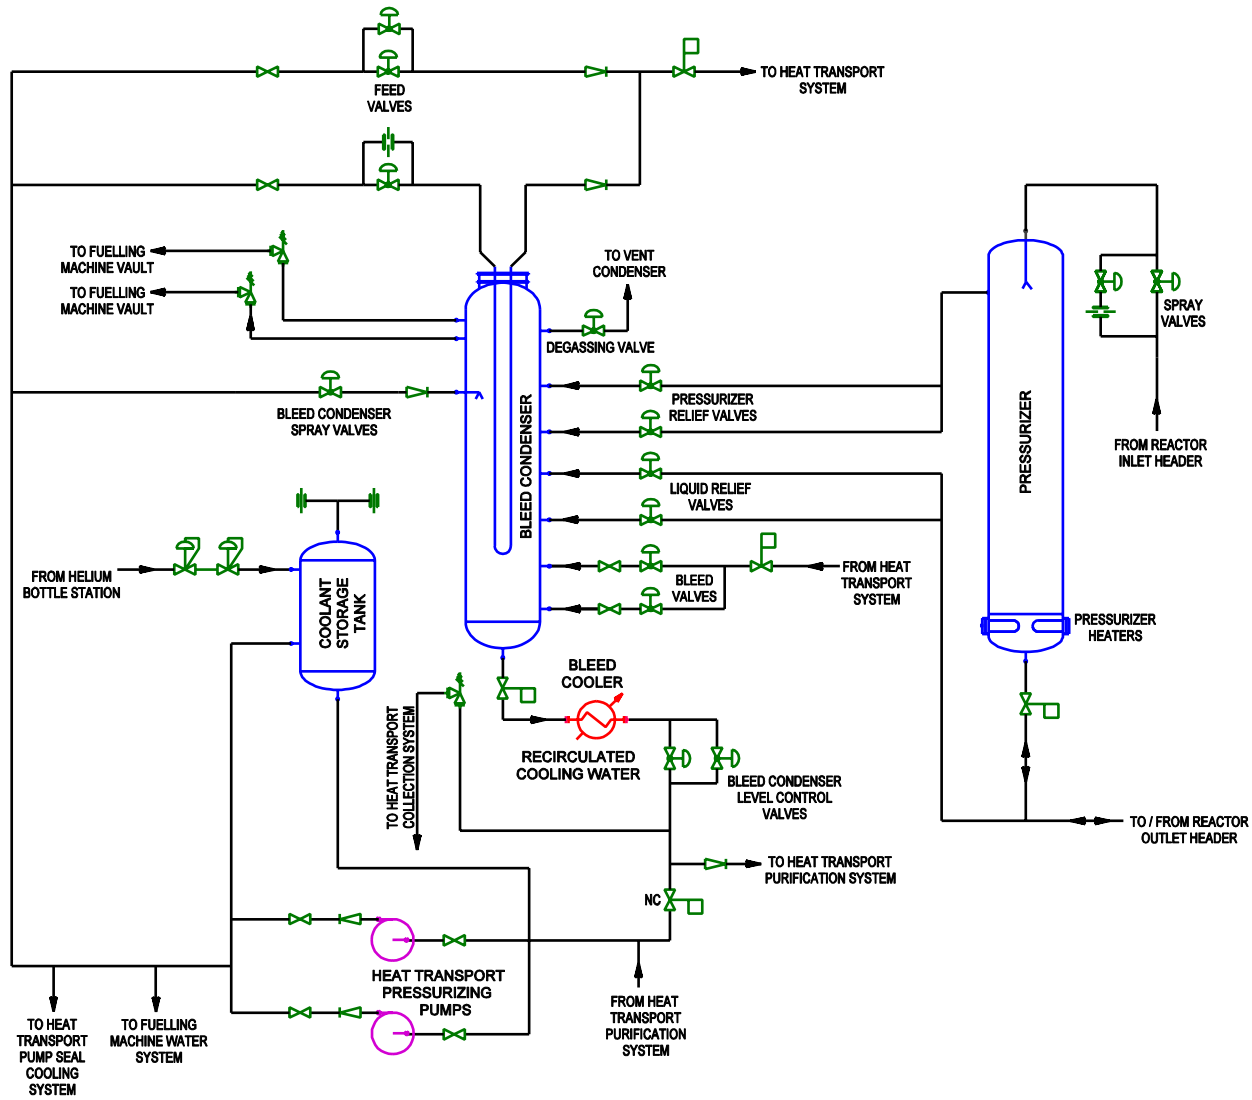 TO HEAT TRANSPORT
SYSTEM
FEED
VALVES
TO FUELLING
MACHINE VAULT
TO FUELLING
MACHINE VAULT
TO VENT
CONDENSER
DEGASSING VALVE
SPRAY
VALVES
BLEED CONDENSER
SPRAY VALVES
BLEED CONDENSER
PRESSURIZER
RELIEF VALVES
PRESSURIZER
FROM REACTOR
INLET HEADER
LIQUID RELIEF
VALVES
FROM HELIUM
BOTTLE STATION
COOLANT
STORAGE
TANK
BLEED
VALVES
FROM HEAT
TRANSPORT
SYSTEM
PRESSURIZER
HEATERS
BLEED
COOLER
TO HEAT TRANSPORT
COLLECTION SYSTEM
RECIRCULATED
COOLING WATER
BLEED CONDENSER
LEVEL CONTROL
VALVES
TO / FROM REACTOR
OUTLET HEADER
TO HEAT TRANSPORT
PURIFICATION SYSTEM
NC
HEAT TRANSPORT
PRESSURIZING
PUMPS
FROM HEAT
TRANSPORT
PURIFICATION
SYSTEM
TO HEAT
TRANSPORT
PUMP SEAL
COOLING
SYSTEM
TO FUELLING
MACHINE WATER
SYSTEM